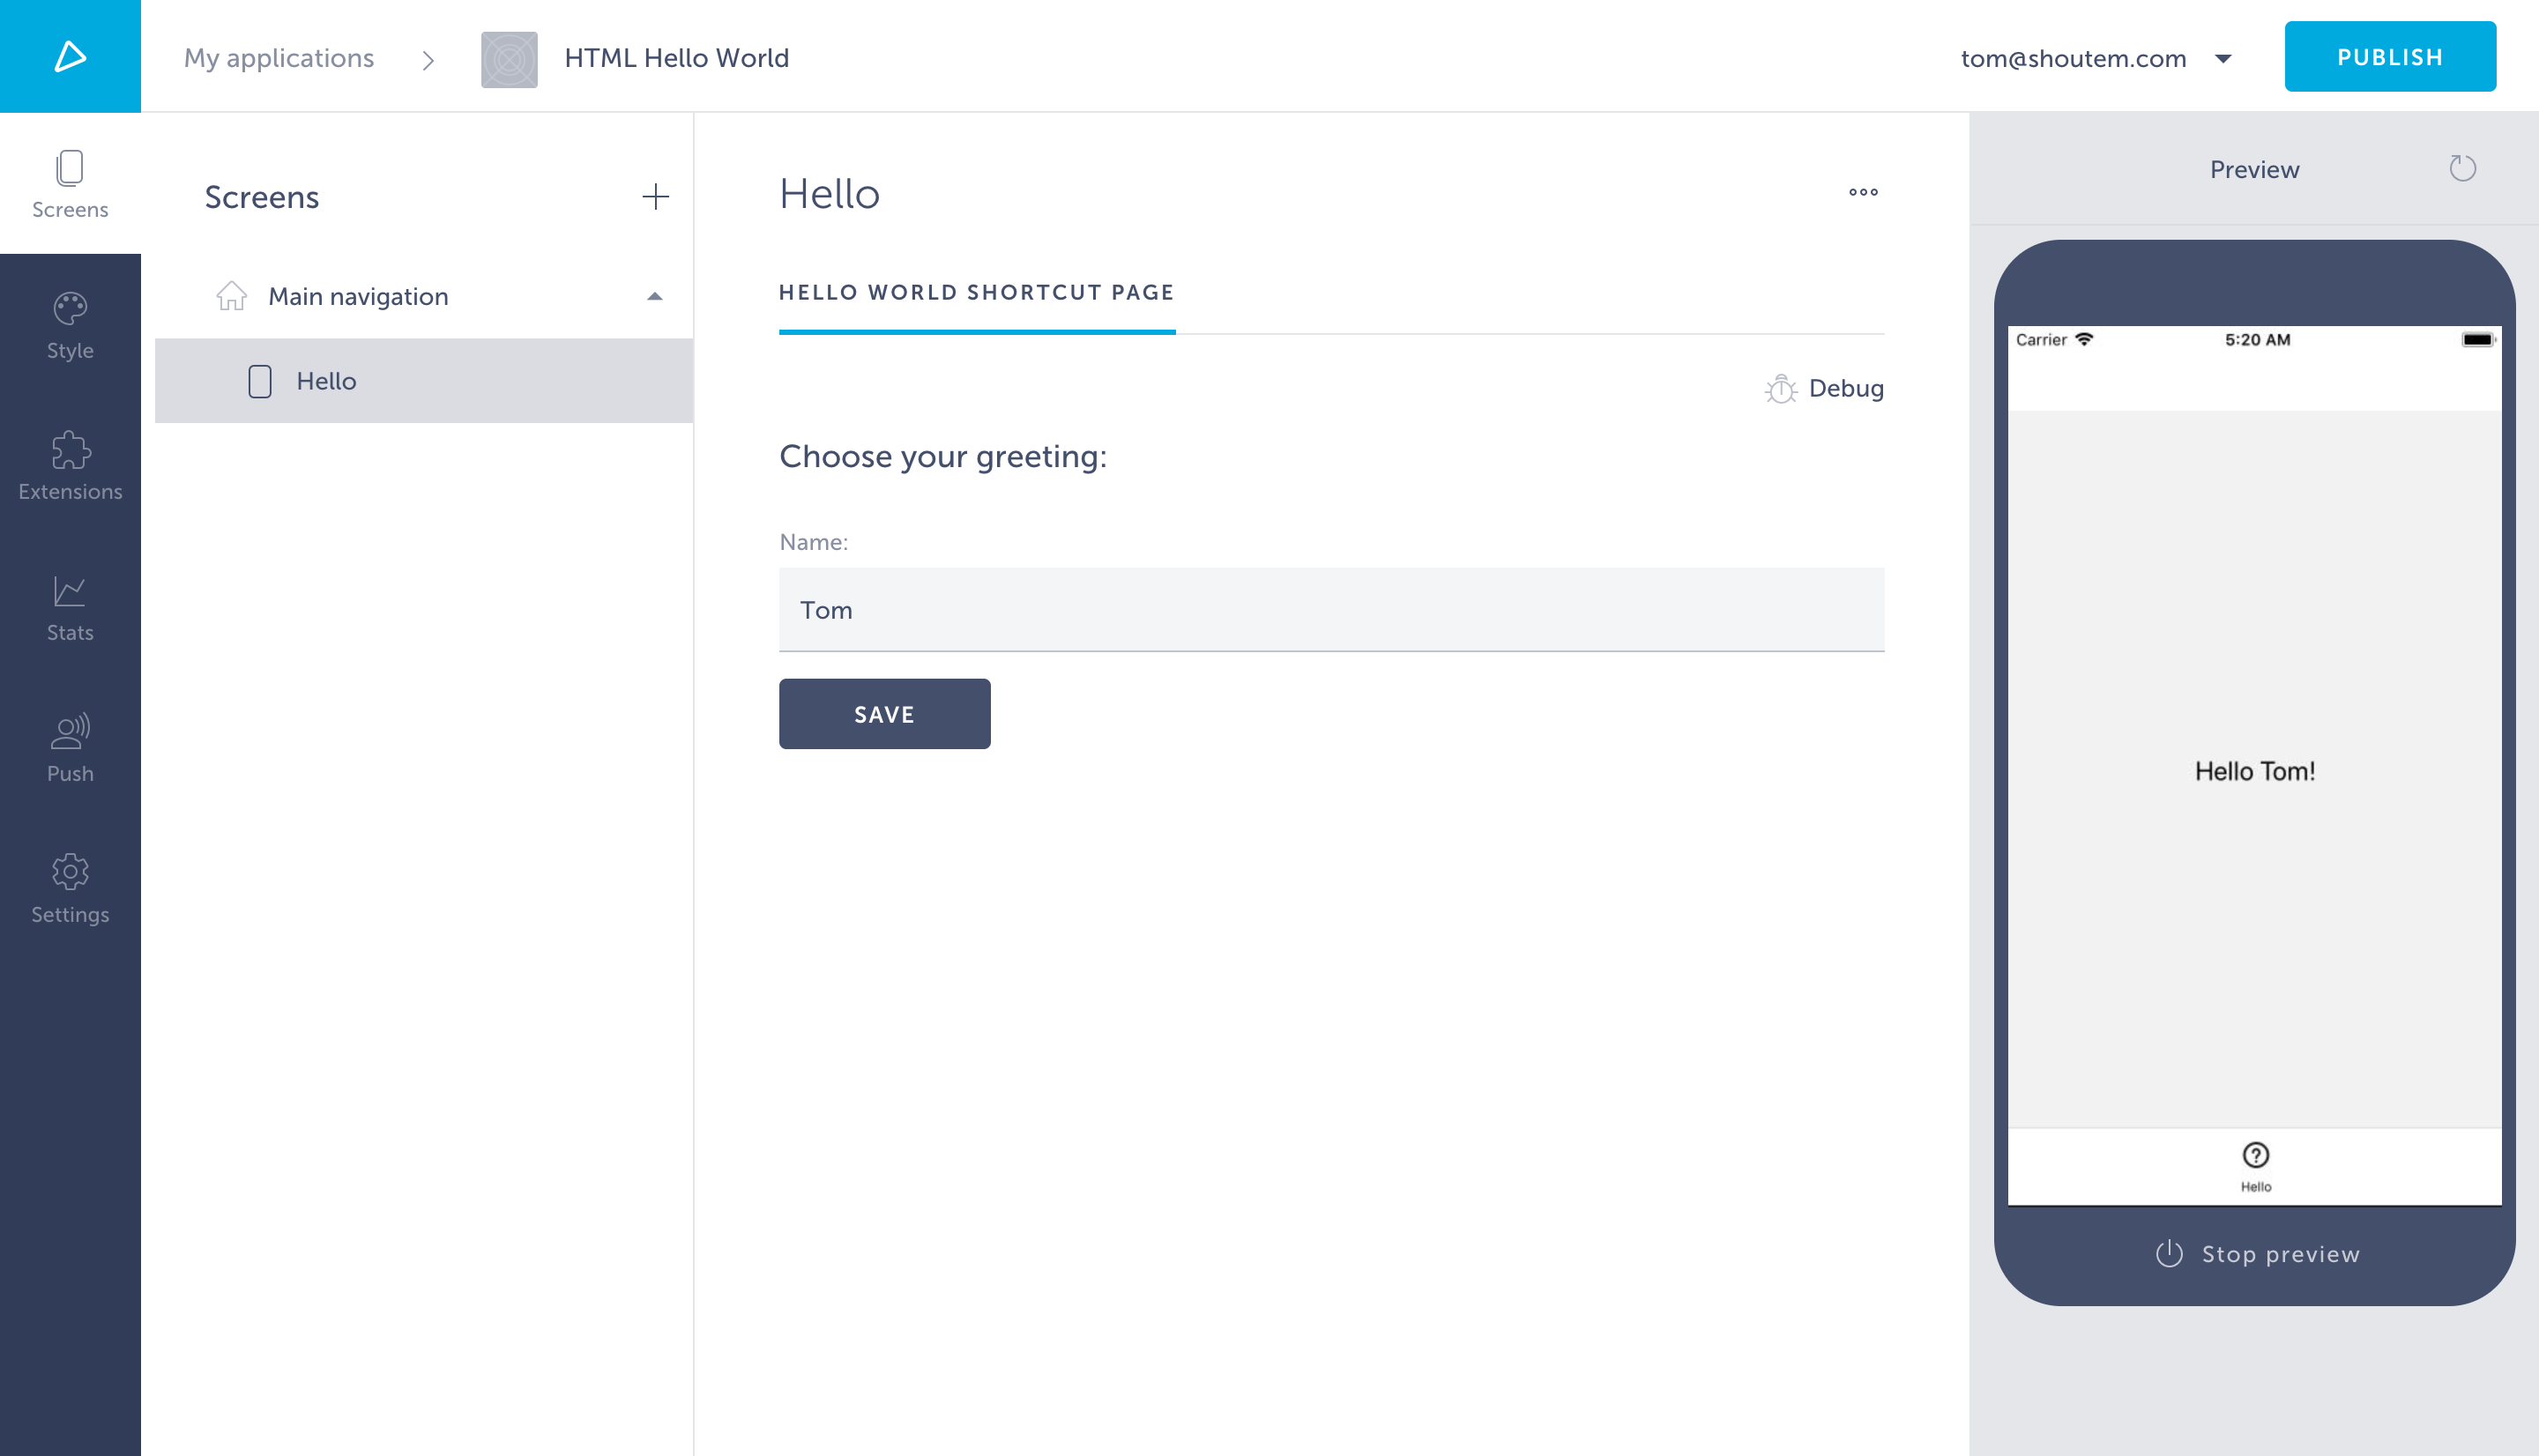 My applications
HTML Hello World
tom@shoutem.com
PUBLISH
Screens
Style
Extensions
Stats
Push
Settings
Screens
Main navigation
Hello
Hello
HELLO WORLD SHORTCUT PAGE
Debug
Choose your greeting:
Name:
Tom
SAVE
Preview
Carrier 5:20 AM
Hello Tom!
Hello
Stop preview